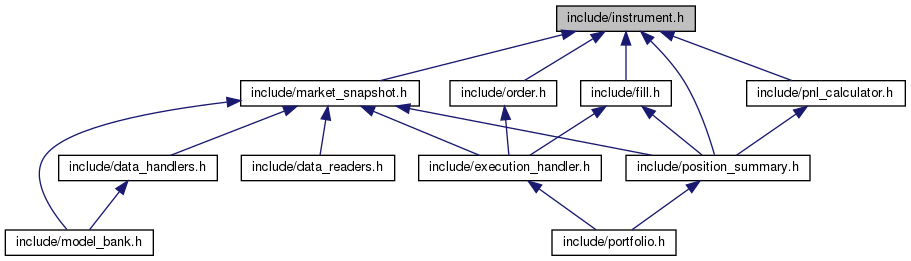 include/instrument.h
include/market_snapshot.h
include/order.h
include/fill.h
include/pnl_calculator.h
include/data_handlers.h
include/data_readers.h
include/execution_handler.h
include/position_summary.h
include/model_bank.h
include/portfolio.h